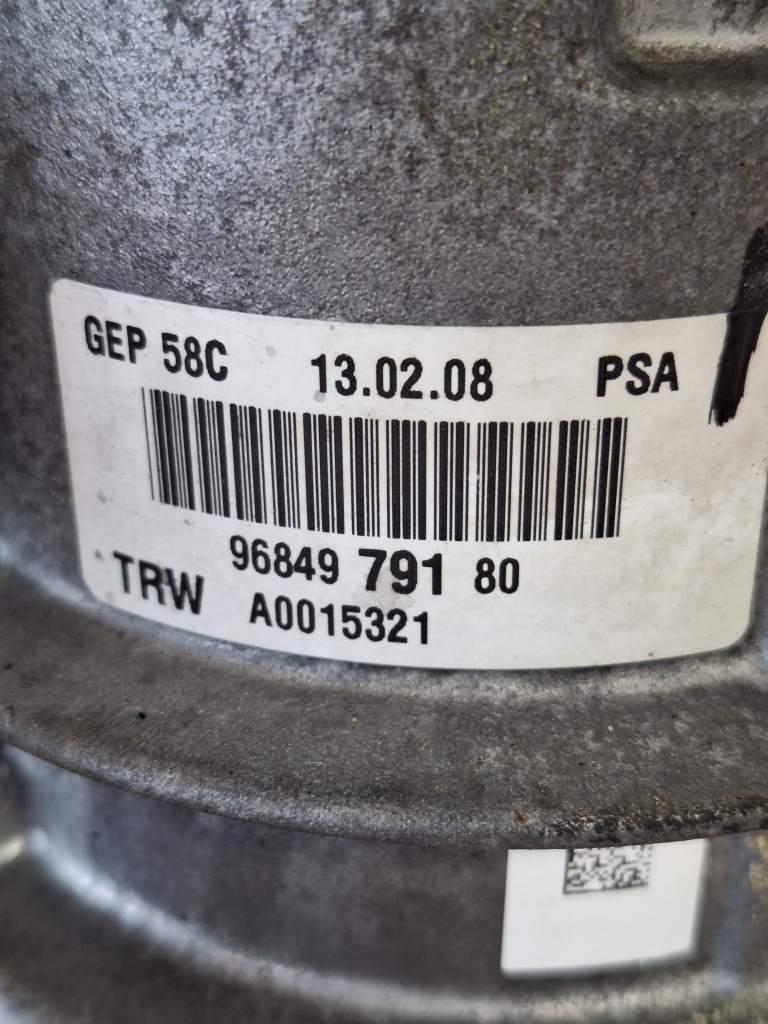 GEP 58C 13.02.08 PSA
96849 791 80
TRW A0015321